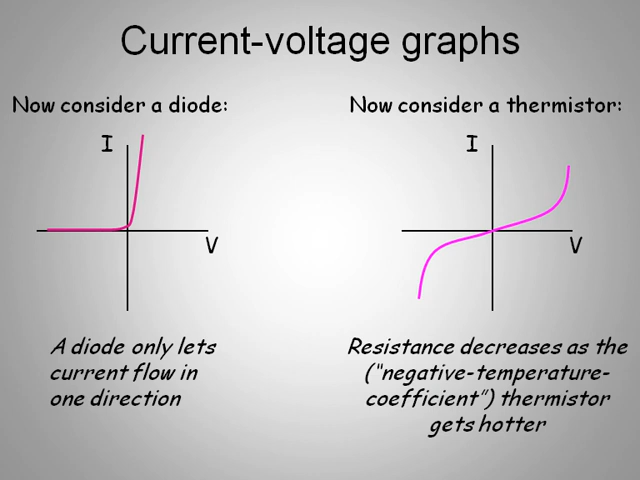 Current-voltage graphs
Now consider a diode:
I
V
A diode only lets
current flow in
one direction
Now consider a thermistor:
I
V
Resistance decreases as the
("negative-temperature-
coefficient") thermistor
gets hotter